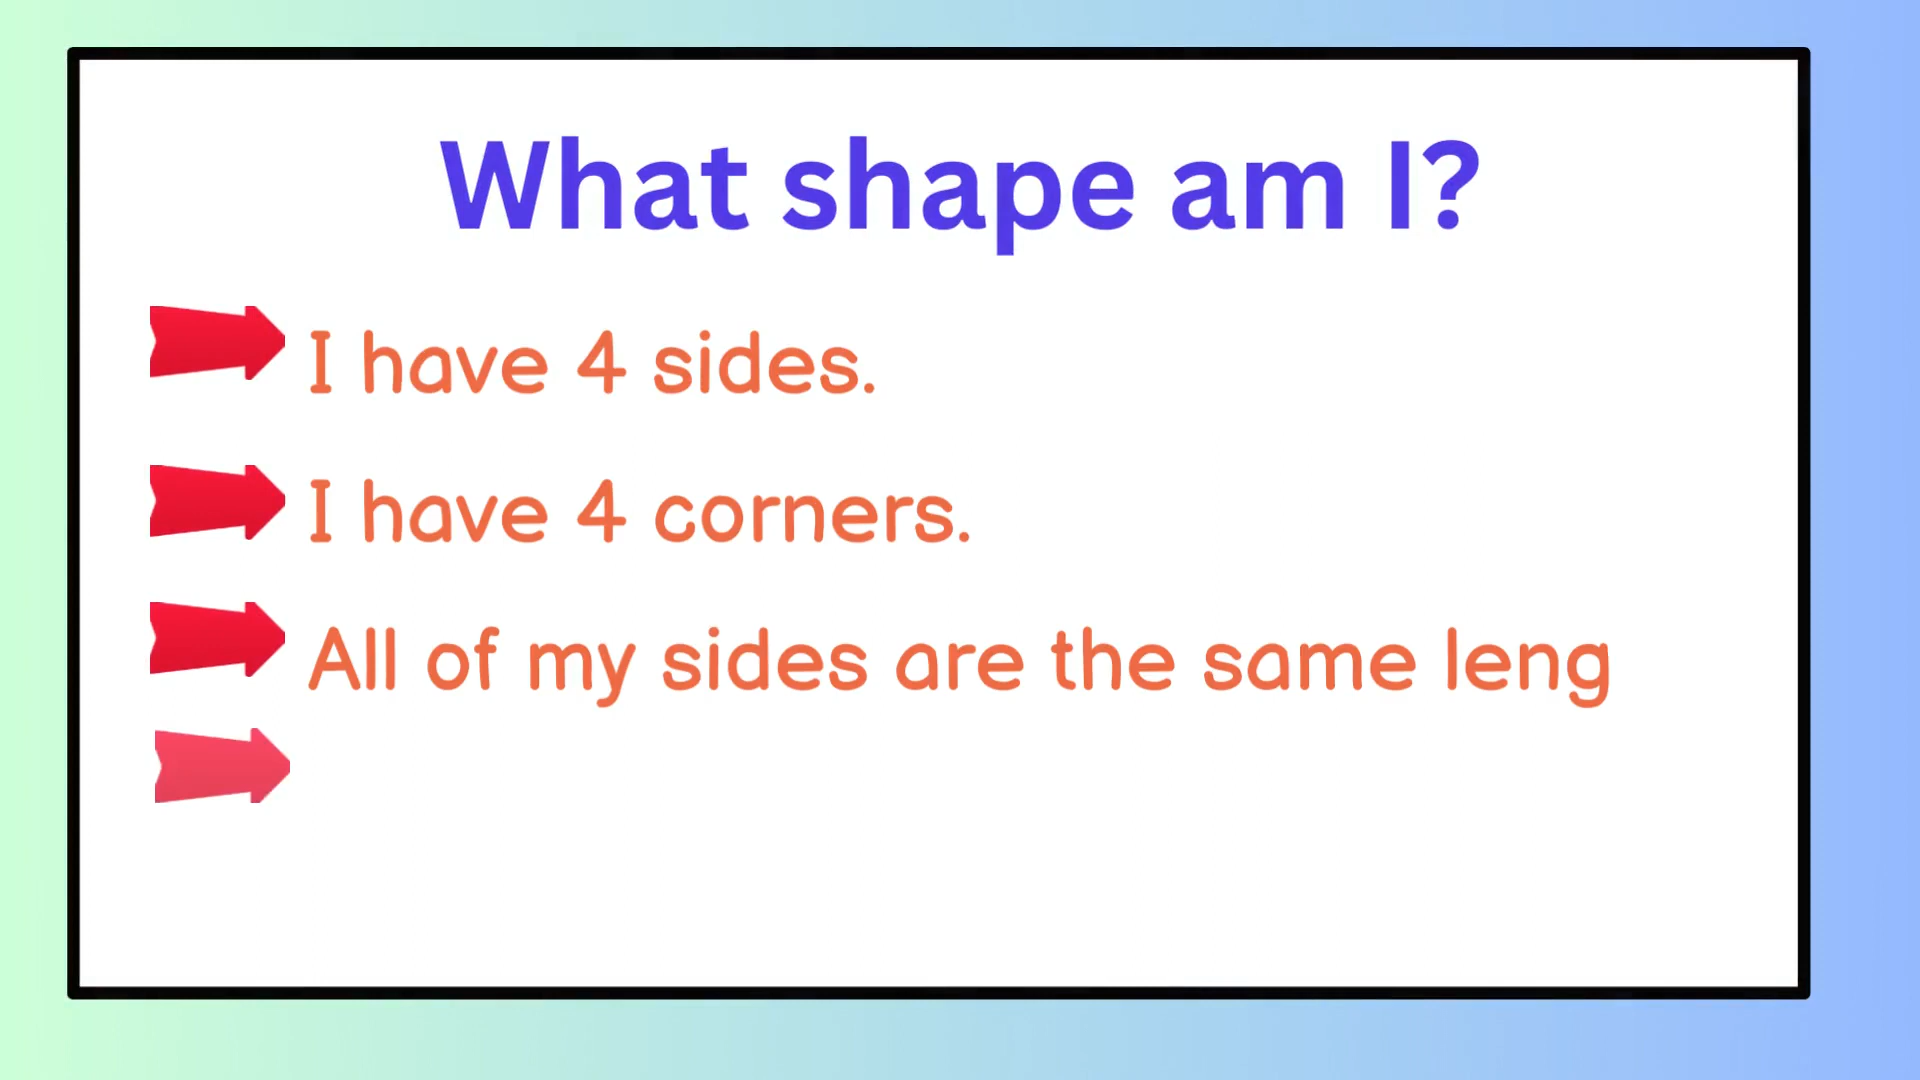 What shape am I?
I have 4 sides.
I have 4 corners.
All of my sides are the same leng